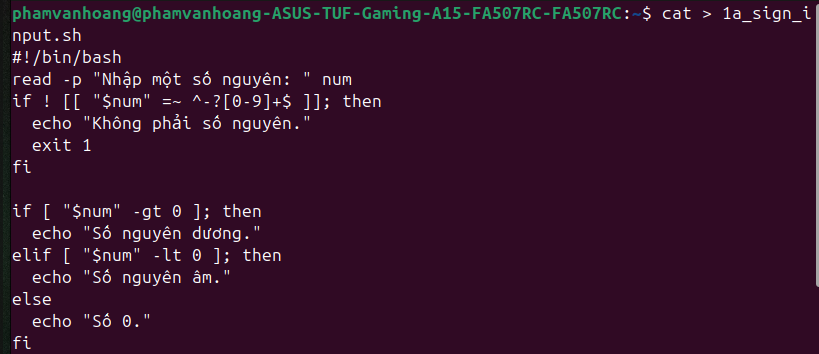 phamvanhoang@phamvanhoang-ASUS-TUF-Gaming-A15-FA507RC-FA507RC:~$ cat > 1a_sign_i
nput.sh
#!/bin/bash
read -p "Nhập một số nguyên: " num
if ! [[ "$num" =~ ^-?[0-9]+$ ]]; then
  echo "Không phải số nguyên."
  exit 1
fi

if [ "$num" -gt 0 ]; then
  echo "Số nguyên dương."
elif [ "$num" -lt 0 ]; then
  echo "Số nguyên âm."
else
  echo "Số 0."
fi